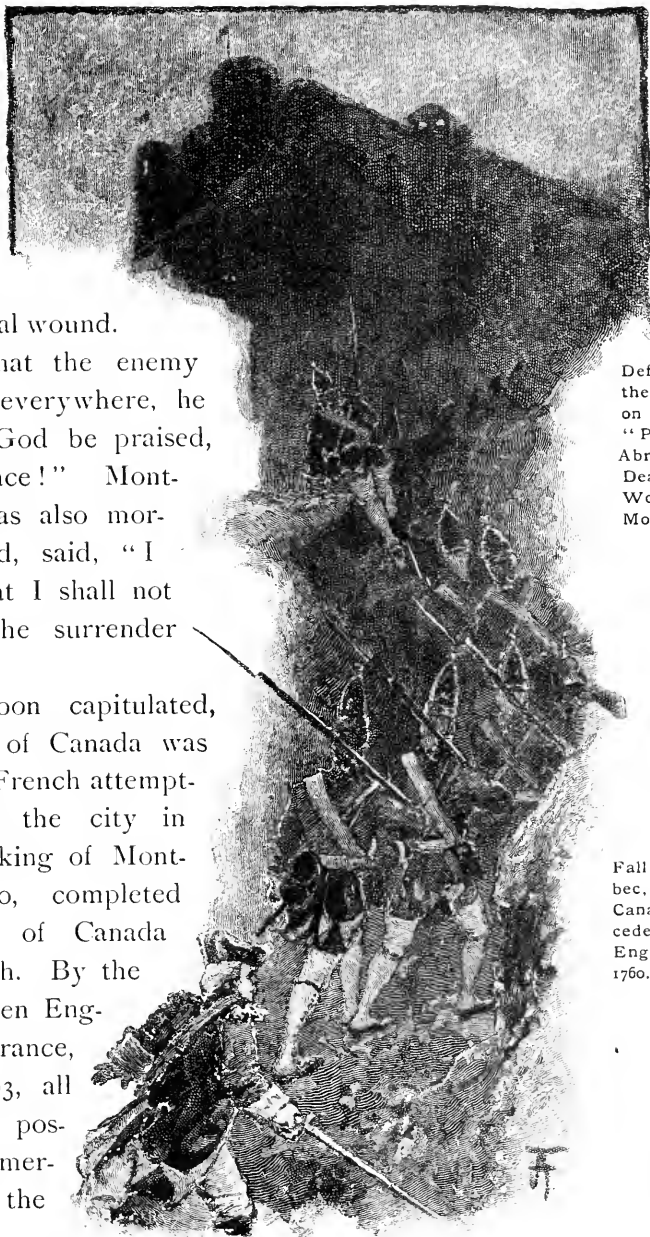 al wound.
hat the enemy
everywhere, he
God be praised,
nce!" Mont-
as also mor-
d, said, "I
at I shall not
he surrender
oon capitulated,
of Canada was
French attempt-
the city in
king of Mont-
o, completed
of Canada
h. By the
en Eng-
rance,
3, all
pos-
mer-
the
Def
the
on
"P
Abr
Dea
Wo
Mo
Fall
bec,
Cana
cede
Eng
1760.